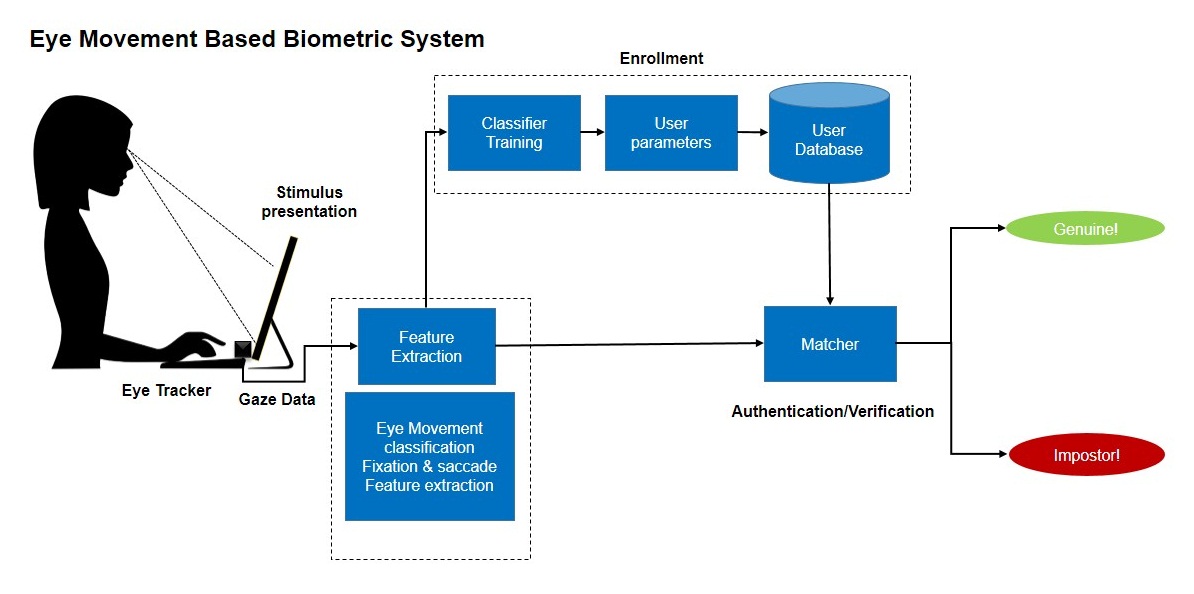 Eye Movement Based Biometric System
Enrollment
Classifier
Training
User
parameters
User
Database
Stimulus
presentation
Genuine!
Feature
Extraction
Matcher
Eye Tracker
Gaze Data
Authentication/Verification
Eye Movement
classification
Fixation & saccade
Feature extraction
Impostor!